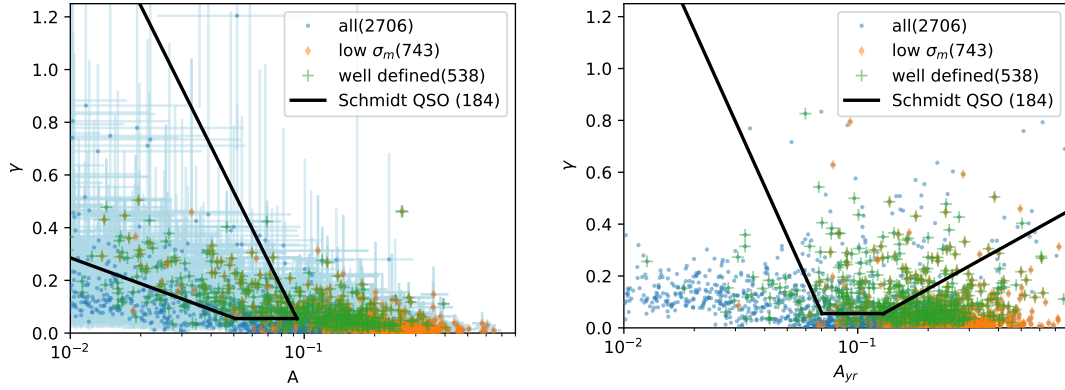 1.2
1.0
0.8
0.6
0.4
0.2
0.0
γ
10⁻²
10⁻¹
A
all(2706)
low σₘ(743)
well defined(538)
Schmidt QSO (184)
1.2
1.0
0.8
0.6
0.4
0.2
0.0
γ
10⁻²
10⁻¹
A_yr
all(2706)
low σₘ(743)
well defined(538)
Schmidt QSO (184)